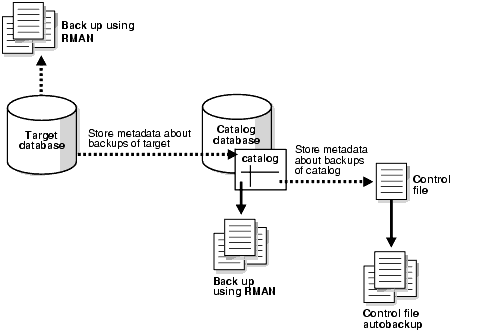 Back up using
RMAN
Target
database
Store metadata about
backups of target
Catalog
database
catalog
Store metadata
about backups
of catalog
Control
file
Back up
using RMAN
Control file
autobackup